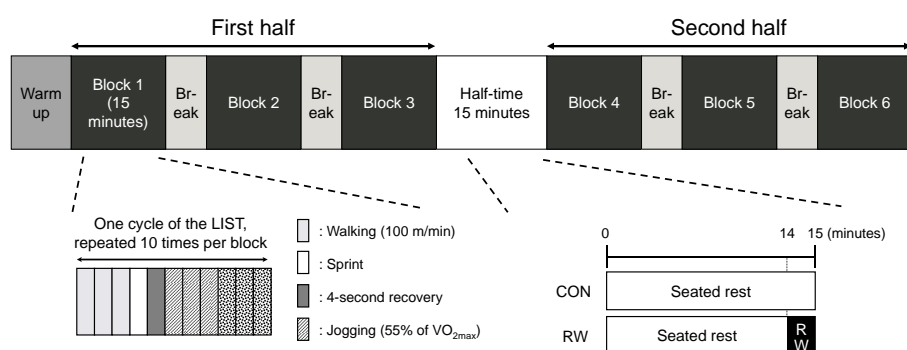 First half
Second half
Warm
up
Block 1
(15
minutes)
Br-
eak
Block 2
Br-
eak
Block 3
Half-time
15 minutes
Block 4
Br-
eak
Block 5
Br-
eak
Block 6
One cycle of the LIST,
repeated 10 times per block
: Walking (100 m/min)
: Sprint
: 4-second recovery
: Jogging (55% of VO2max)
0
14
15 (minutes)
CON
Seated rest
RW
Seated rest
R
W